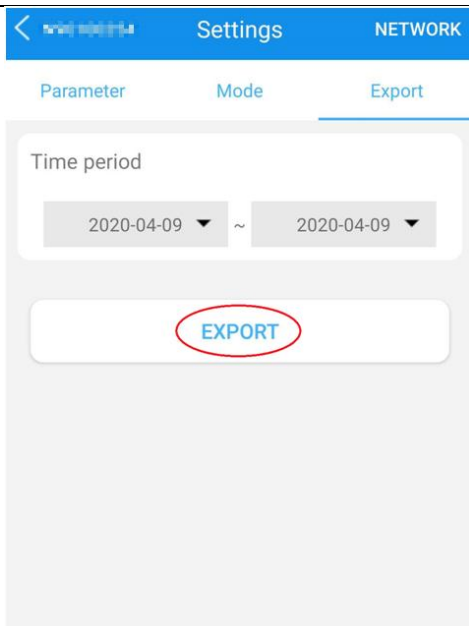 Settings NETWORK
Parameter Mode Export
Time period
2020-04-09 ~ 2020-04-09
EXPORT